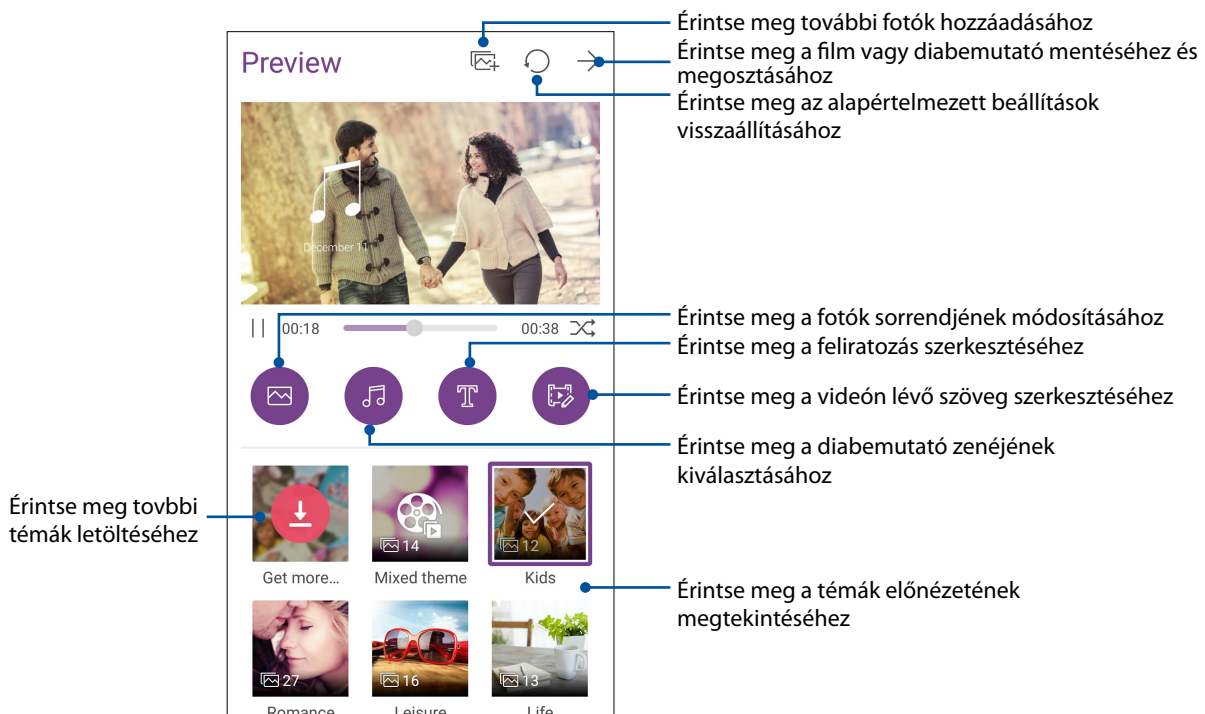 Érintse meg további fotók hozzáadásához
Érintse meg a film vagy diabemutató mentéséhez és
megosztásához
Érintse meg az alapértelmezett beállítások
visszaállításához
Preview
December 11
00:18
00:38
Érintse meg a fotók sorrendjének módosításához
Érintse meg a feliratozás szerkesztéséhez
T
Érintse meg a videón lévő szöveg szerkesztéséhez
Érintse meg a diabemutató zenéjének
kiválasztásához
Érintse meg tovbbi
témák letöltéséhez
14
12
Get more...
Mixed theme
Kids
Érintse meg a témák előnézetének
megtekintéséhez
27
16
13
Romance
Leisure
Life